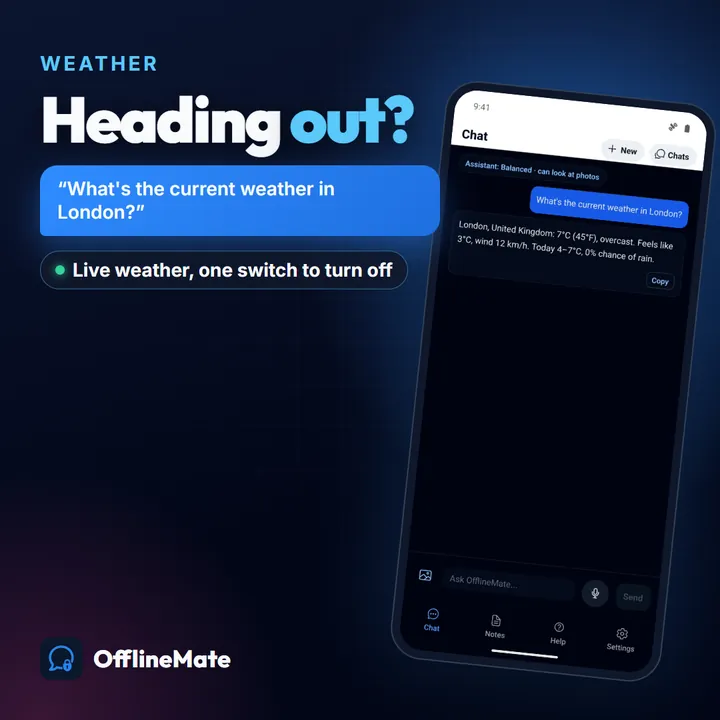 WEATHER
Heading out?
“What's the current weather in
London?”
Live weather, one switch to turn off
9:41
Chat
New
Chats
Assistant: Balanced · can look at photos
What's the current weather in London?
London, United Kingdom: 7°C (45°F), overcast. Feels like
3°C, wind 12 km/h. Today 4–7°C, 0% chance of rain.
Copy
Ask OfflineMate...
Send
Chat
Notes
Help
Settings
OfflineMate